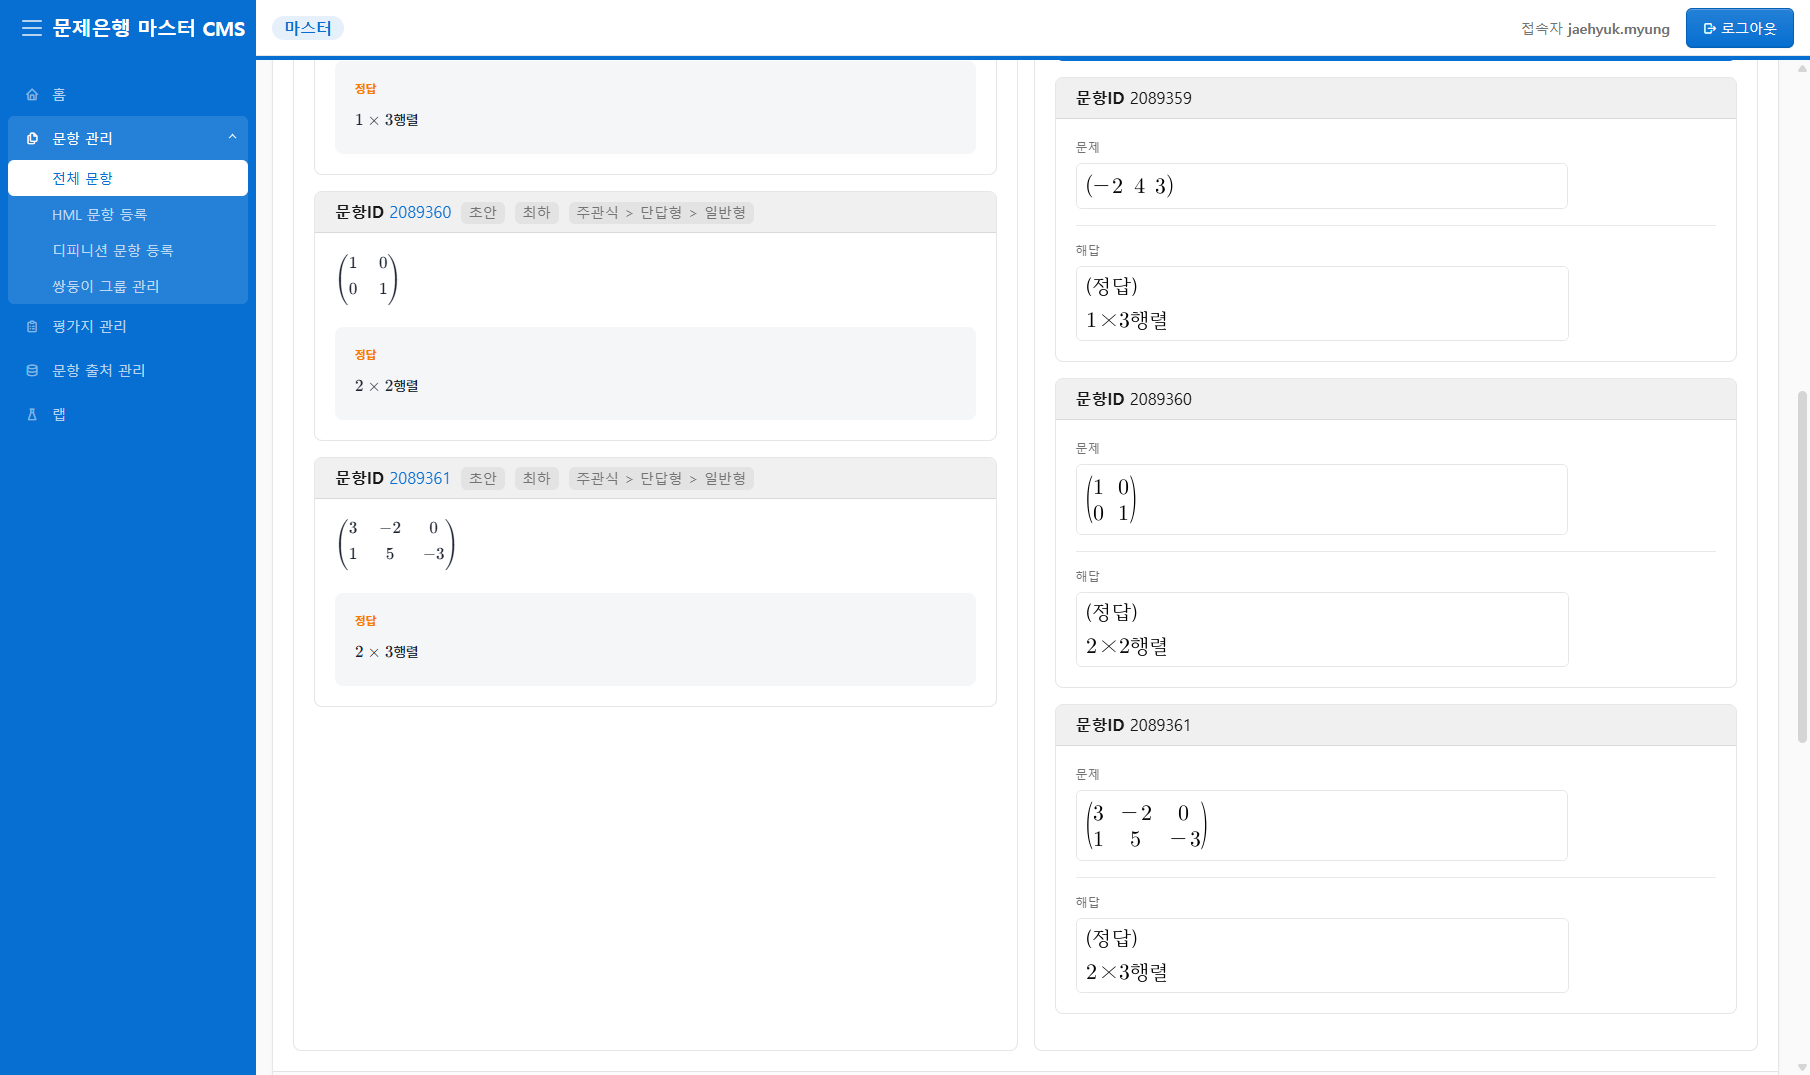 문제은행 마스터 CMS
마스터
접속자 jaehyuk.myung
로그아웃
홈
문항 관리
전체 문항
HML 문항 등록
디피니션 문항 등록
쌍둥이 그룹 관리
평가지 관리
문항 출처 관리
랩
정답
1 × 3행렬
문항ID 2089360 초안 최하 주관식 > 단답형 > 일반형
(1 0
0 1)
정답
2 × 2행렬
문항ID 2089361 초안 최하 주관식 > 단답형 > 일반형
(3 −2 0
1 5 −3)
정답
2 × 3행렬
문항ID 2089359
문제
(−2 4 3)
해답
(정답)
1×3행렬
문항ID 2089360
문제
(1 0
0 1)
해답
(정답)
2×2행렬
문항ID 2089361
문제
(3 −2 0
1 5 −3)
해답
(정답)
2×3행렬